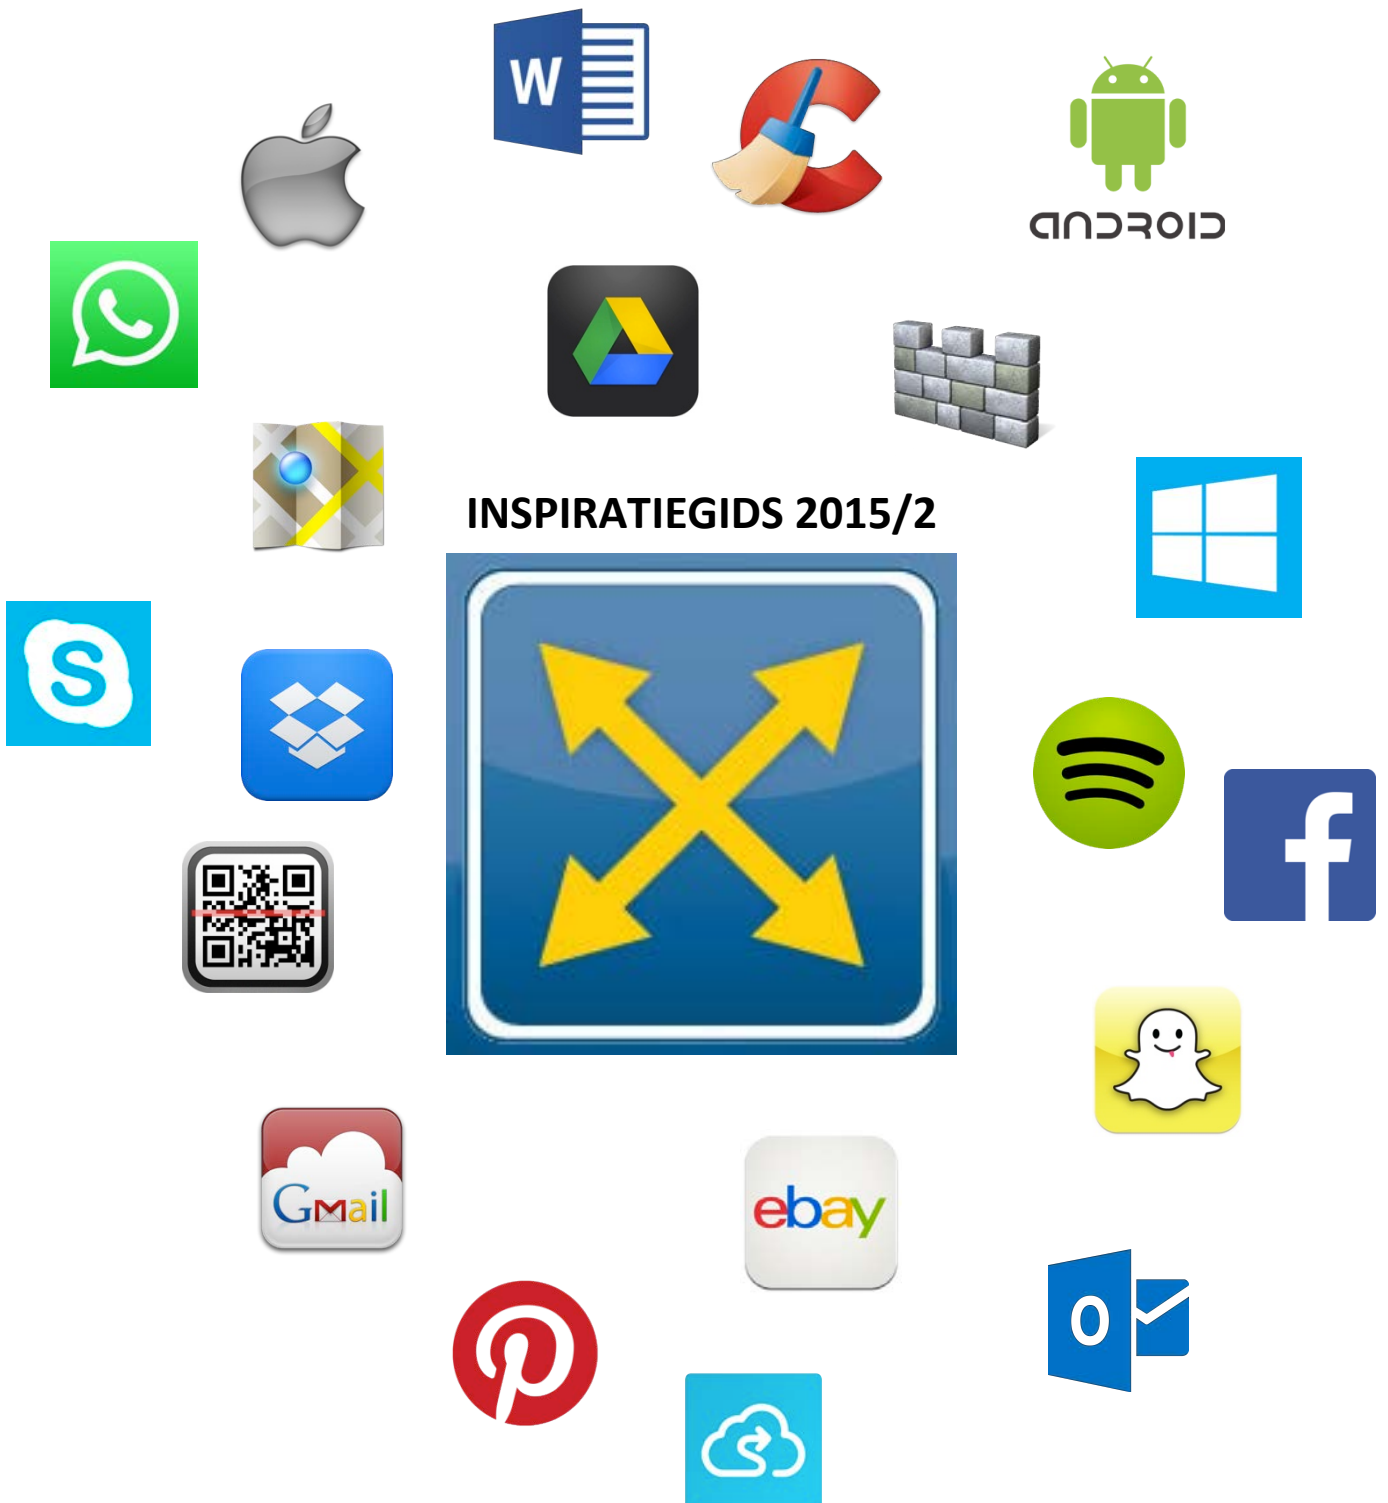 W
ANDROID
INSPIRATIEGIDS 2015/2
S
f
Gmail
ebay
O